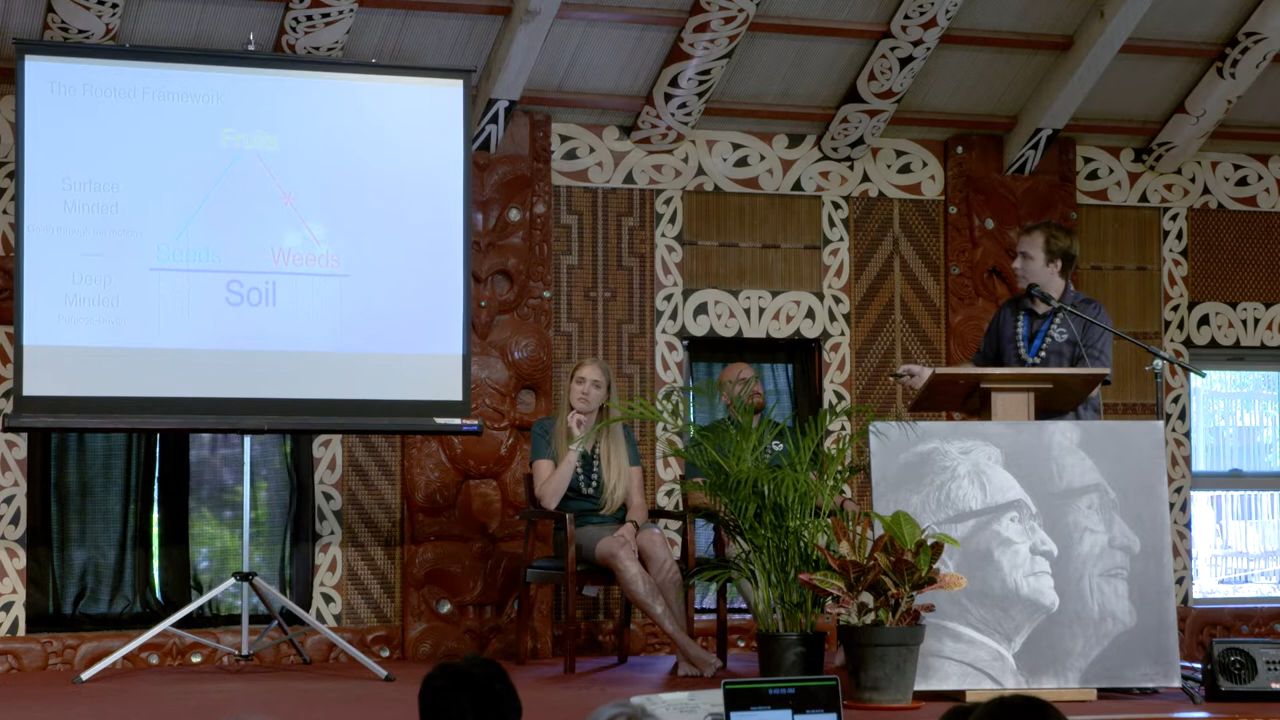 The Rooted Framework
Fruits
Surface
Minded
Seeds
Weeds
Deep
Minded
Soil